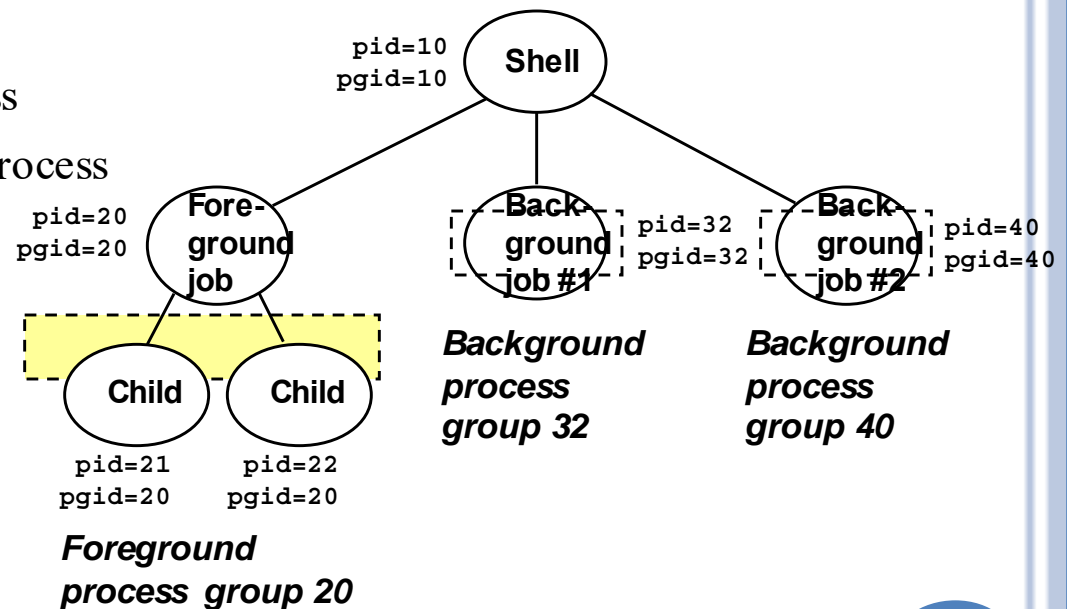 pid=10
pgid=10
Shell
s
rocess
pid=20
pgid=20
Fore-
ground
job
Back-
ground
job #1
pid=32
pgid=32
Back-
ground
job #2
pid=40
pgid=40
Child
Child
pid=21
pgid=20
pid=22
pgid=20
Background
process
group 32
Background
process
group 40
Foreground
process group 20